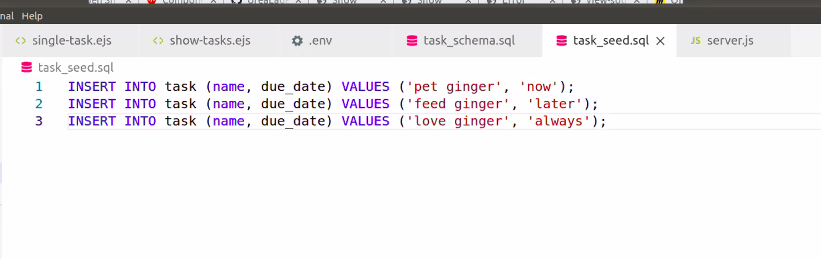 nal Help
single-task.ejs show-tasks.ejs .env task_schema.sql task_seed.sql JS server.js
task_seed.sql
1 INSERT INTO task (name, due_date) VALUES ('pet ginger', 'now');
2 INSERT INTO task (name, due_date) VALUES ('feed ginger', 'later');
3 INSERT INTO task (name, due_date) VALUES ('love ginger', 'always');